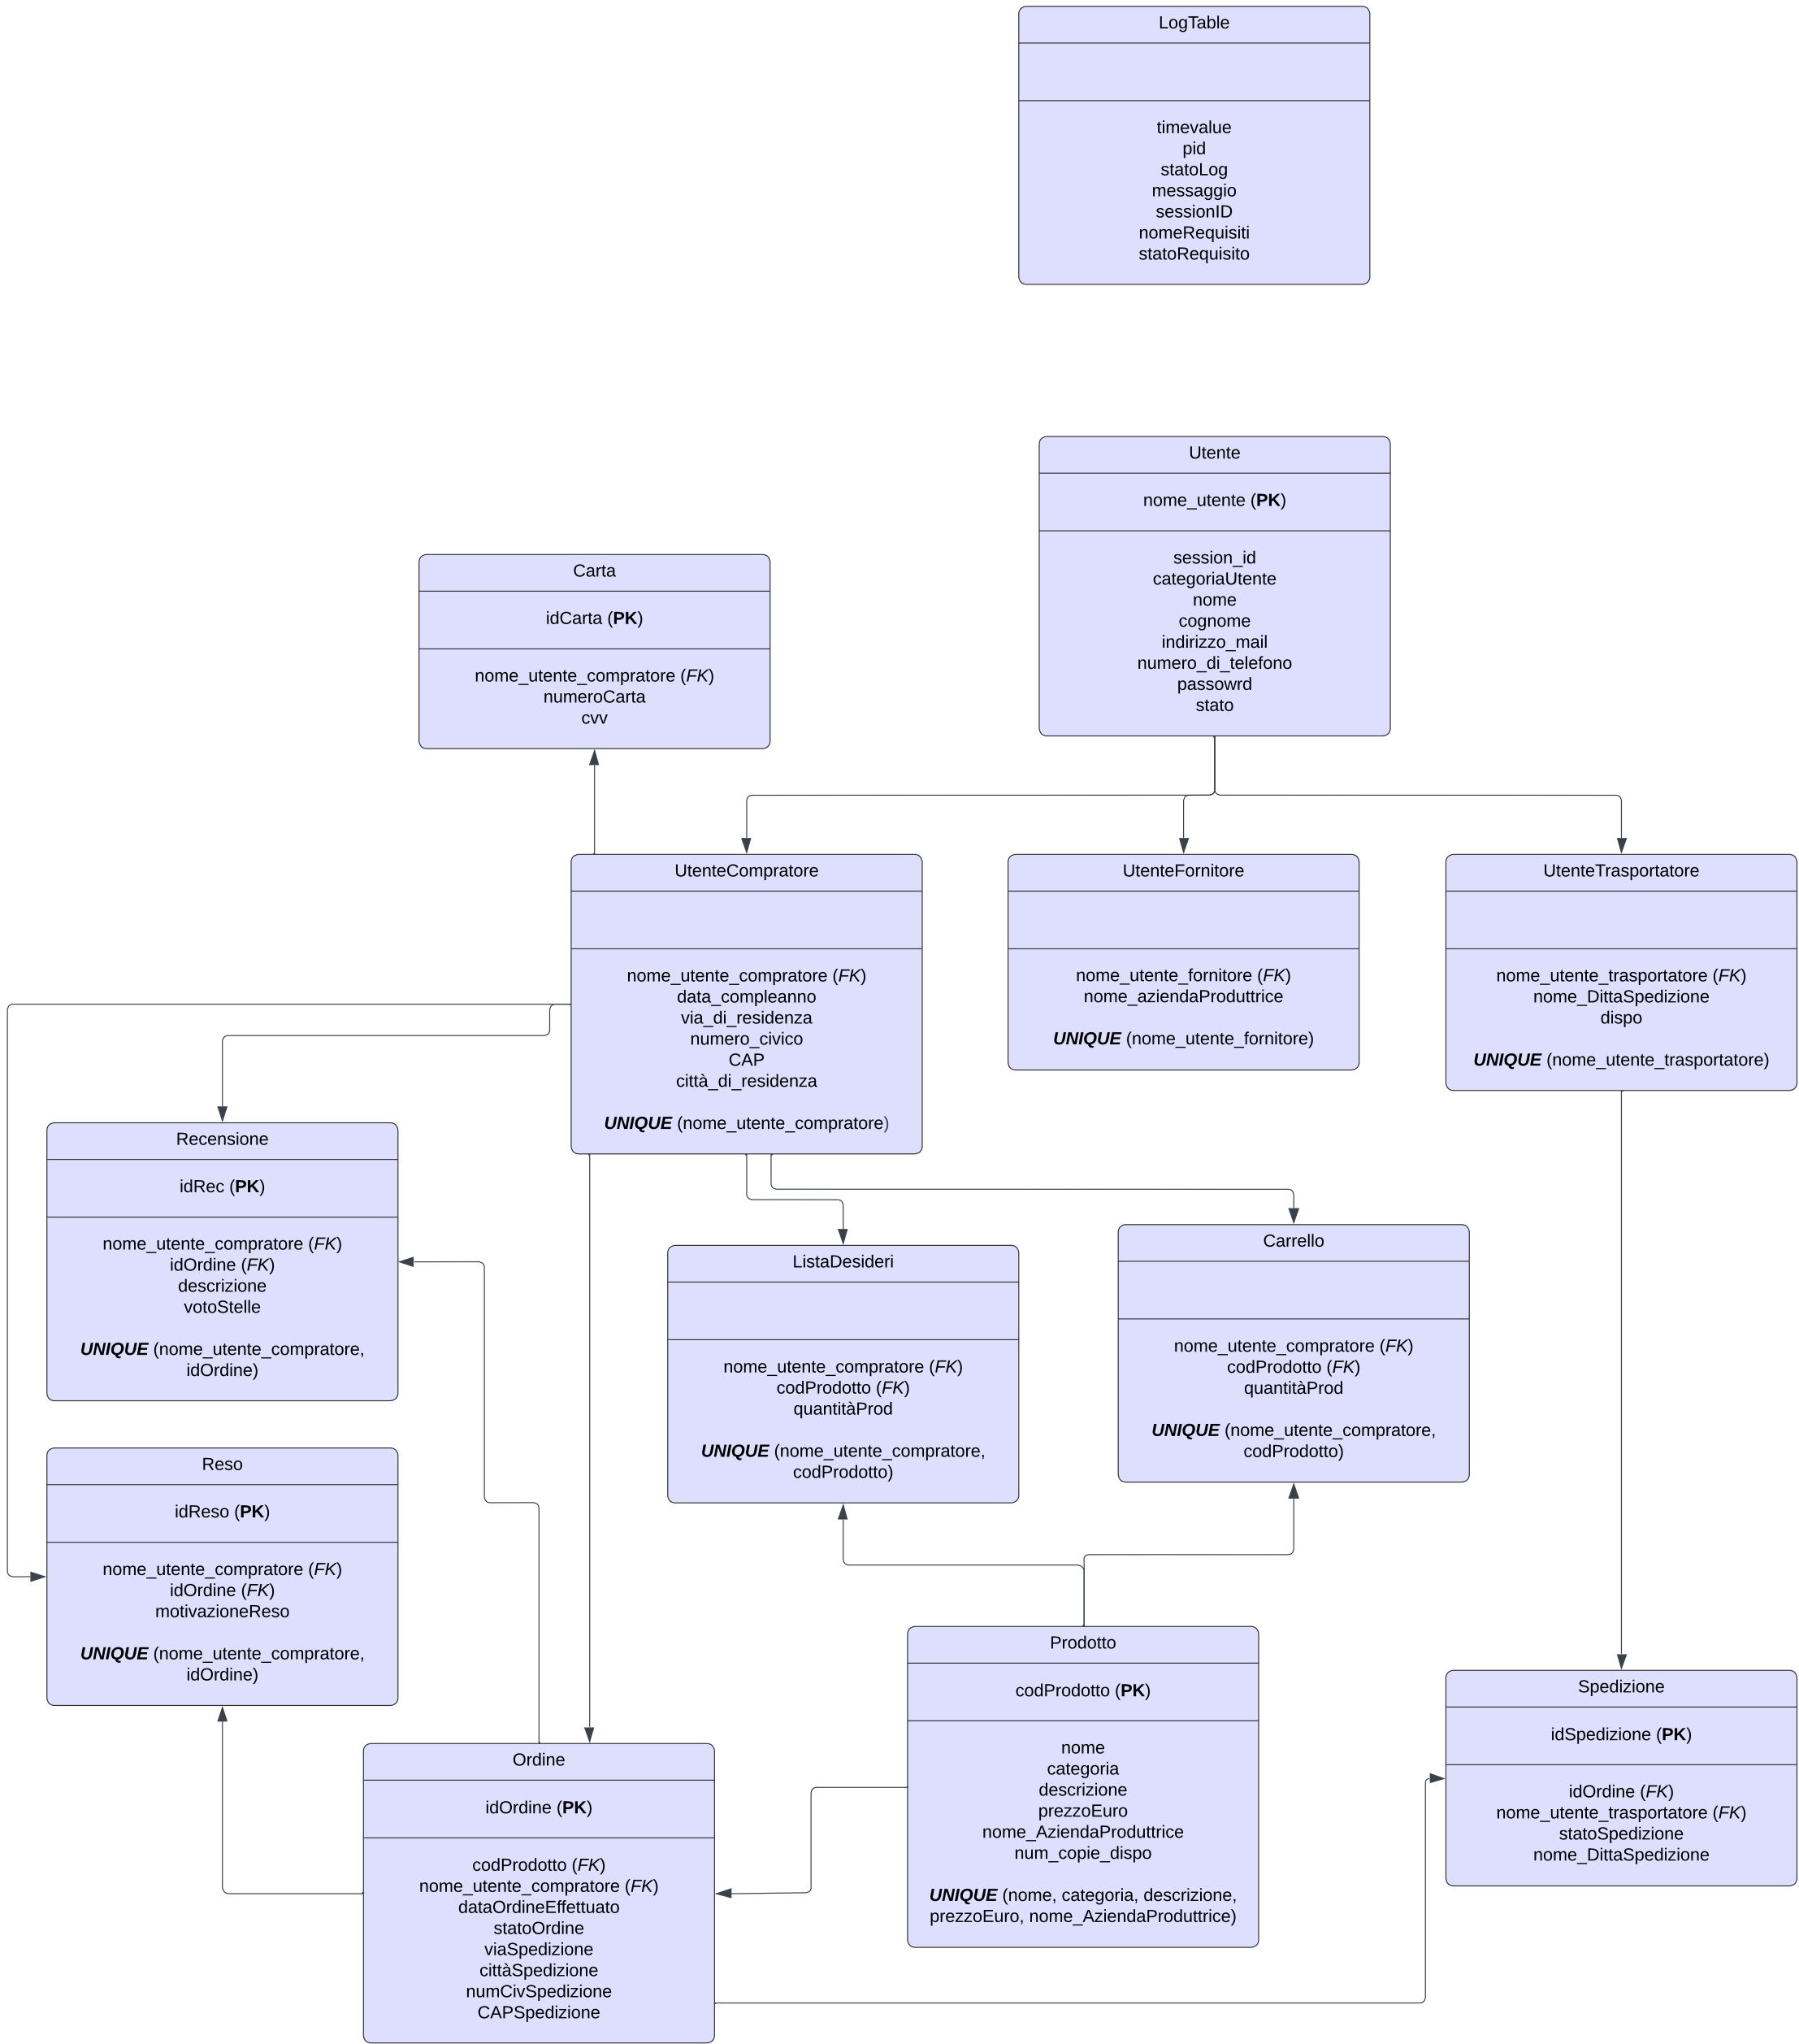 LogTable
timevalue
pid
statoLog
messaggio
sessionID
nomeRequisiti
statoRequisito
Utente
nome_utente (PK)
session_id
categoriaUtente
nome
cognome
indirizzo_mail
numero_di_telefono
passowrd
stato
Carta
idCarta (PK)
nome_utente_compratore (FK)
numeroCarta
cvv
UtenteCompratore
nome_utente_compratore (FK)
data_compleanno
via_di_residenza
numero_civico
CAP
città_di_residenza
UNIQUE (nome_utente_compratore)
UtenteFornitore
nome_utente_fornitore (FK)
nome_aziendaProduttrice
UNIQUE (nome_utente_fornitore)
UtenteTrasportatore
nome_utente_trasportatore (FK)
nome_DittaSpedizione
dispo
UNIQUE (nome_utente_trasportatore)
Recensione
idRec (PK)
nome_utente_compratore (FK)
idOrdine (FK)
descrizione
votoStelle
UNIQUE (nome_utente_compratore,
idOrdine)
ListaDesideri
nome_utente_compratore (FK)
codProdotto (FK)
quantitàProd
UNIQUE (nome_utente_compratore,
codProdotto)
Carrello
nome_utente_compratore (FK)
codProdotto (FK)
quantitàProd
UNIQUE (nome_utente_compratore,
codProdotto)
Reso
idReso (PK)
nome_utente_compratore (FK)
idOrdine (FK)
motivazioneReso
UNIQUE (nome_utente_compratore,
idOrdine)
Ordine
idOrdine (PK)
codProdotto (FK)
nome_utente_compratore (FK)
dataOrdineEffettuato
statoOrdine
viaSpedizione
cittàSpedizione
numCivSpedizione
CAPSpedizione
Prodotto
codProdotto (PK)
nome
categoria
descrizione
prezzoEuro
nome_AziendaProduttrice
num_copie_dispo
UNIQUE (nome, categoria, descrizione,
prezzoEuro, nome_AziendaProduttrice)
Spedizione
idSpedizione (PK)
idOrdine (FK)
nome_utente_trasportatore (FK)
statoSpedizione
nome_DittaSpedizione